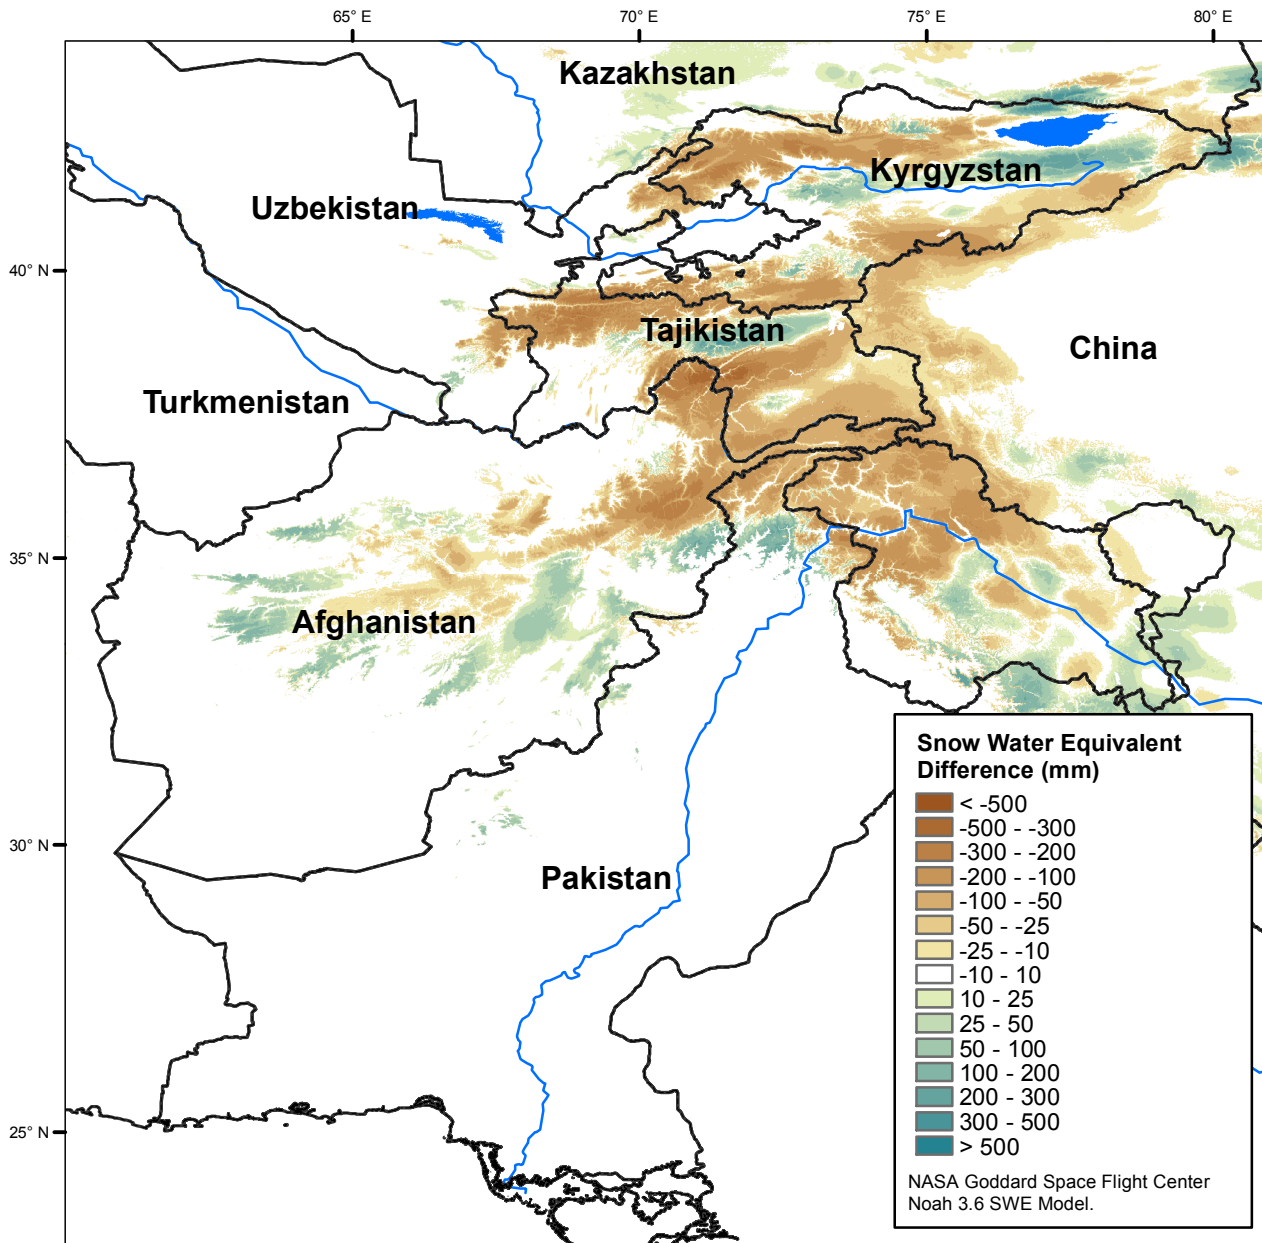 65° E
70° E
75° E
80° E
Kazakhstan
Kyrgyzstan
Uzbekistan
40° N
Tajikistan
China
Turkmenistan
35° N
Afghanistan
Snow Water Equivalent
Difference (mm)
< -500
-500 - -300
-300 - -200
-200 - -100
-100 - -50
-50 - -25
-25 - -10
-10 - 10
10 - 25
25 - 50
50 - 100
100 - 200
200 - 300
300 - 500
> 500
30° N
Pakistan
25° N
NASA Goddard Space Flight Center
Noah 3.6 SWE Model.